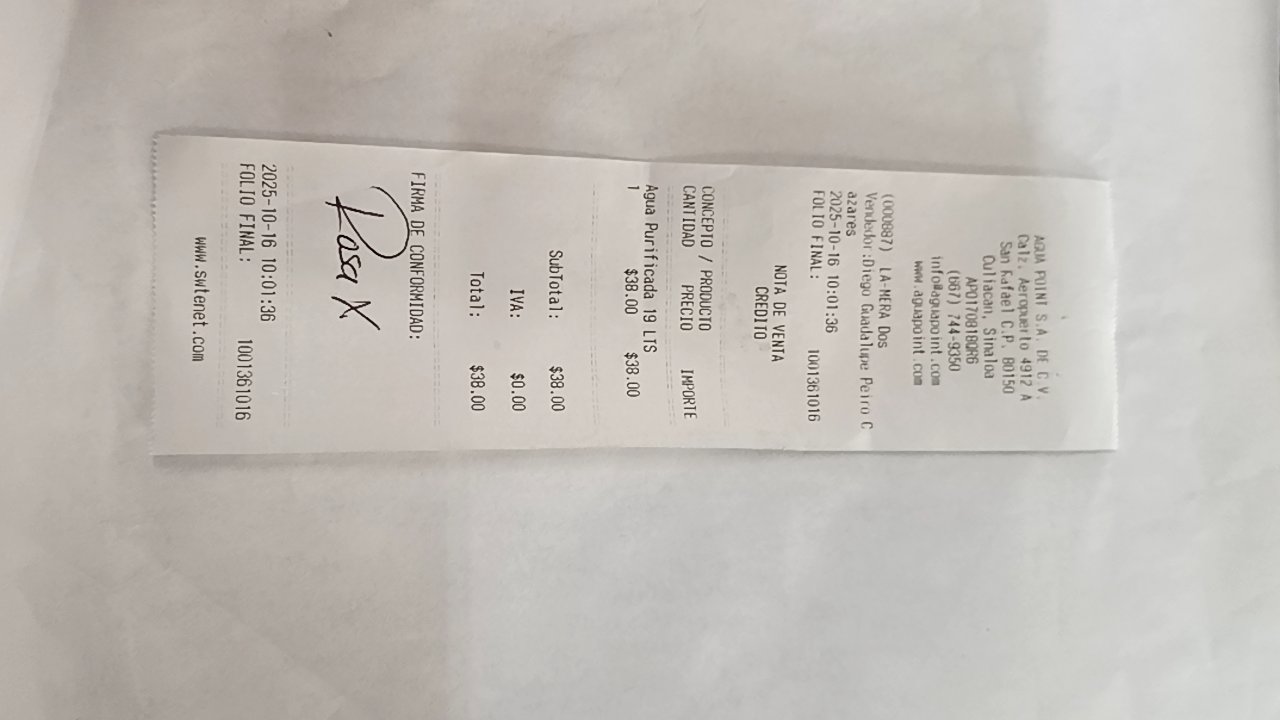 AGUA POINT S.A. DE C.V.
Calz. Aeropuerto 4912 A
San Rafael C.P. 80150
Culiacan, Sinaloa
APO170818QR6
(667) 744-9350
info@aguapoint.com
www.aguapoint.com
(000887) LA-MERA Dos
Vendedor:Diego Guadalupe Peiro C
azares
2025-10-16 10:01:36
FOLIO FINAL: 1001361016
NOTA DE VENTA
CREDITO
CONCEPTO / PRODUCTO
CANTIDAD PRECIO IMPORTE
Agua Purificada 19 LTS
1 $38.00 $38.00
SubTotal: $38.00
IVA: $0.00
Total: $38.00
FIRMA DE CONFORMIDAD:
Rasa X
2025-10-16 10:01:36
FOLIO FINAL: 1001361016
www.swtenet.com